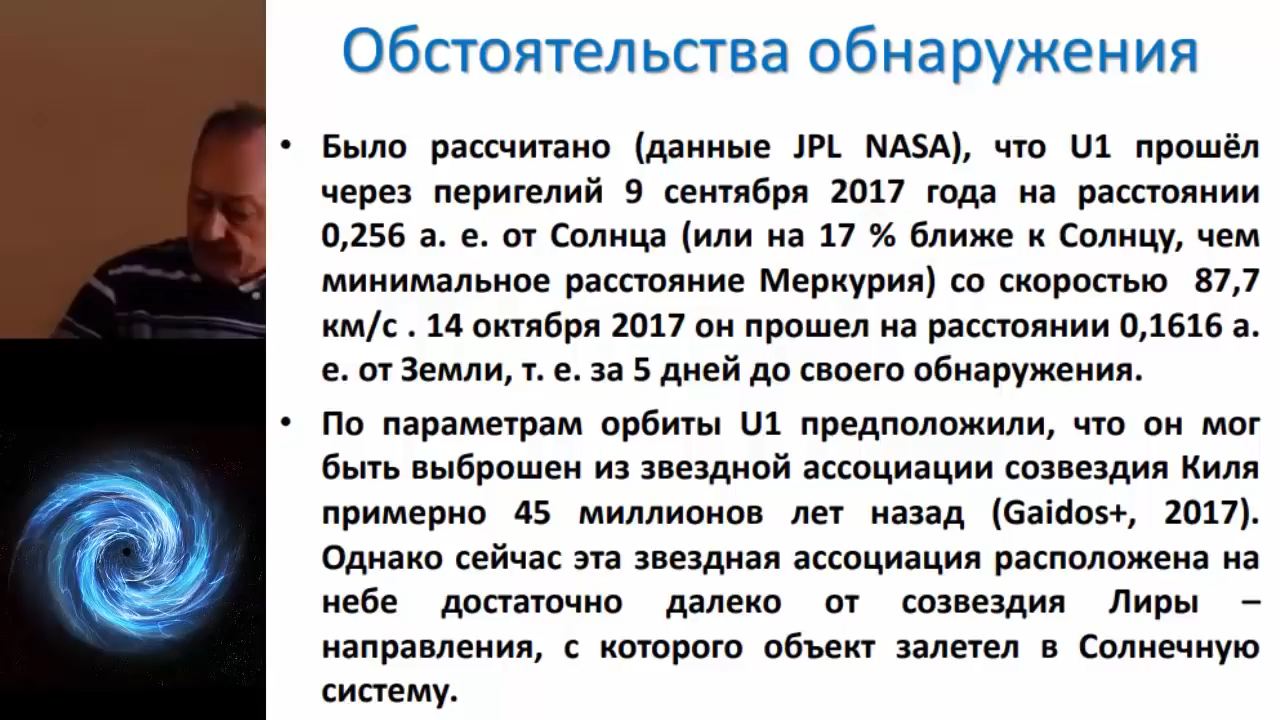 Обстоятельства обнаружения
• Было рассчитано (данные JPL NASA), что U1 прошёл
через перигелий 9 сентября 2017 года на расстоянии
0,256 а. е. от Солнца (или на 17 % ближе к Солнцу, чем
минимальное расстояние Меркурия) со скоростью 87,7
км/с . 14 октября 2017 он прошел на расстоянии 0,1616 а.
е. от Земли, т. е. за 5 дней до своего обнаружения.
• По параметрам орбиты U1 предположили, что он мог
быть выброшен из звездной ассоциации созвездия Киля
примерно 45 миллионов лет назад (Gaidos+, 2017).
Однако сейчас эта звездная ассоциация расположена на
небе достаточно далеко от созвездия Лиры –
направления, с которого объект залетел в Солнечную
систему.